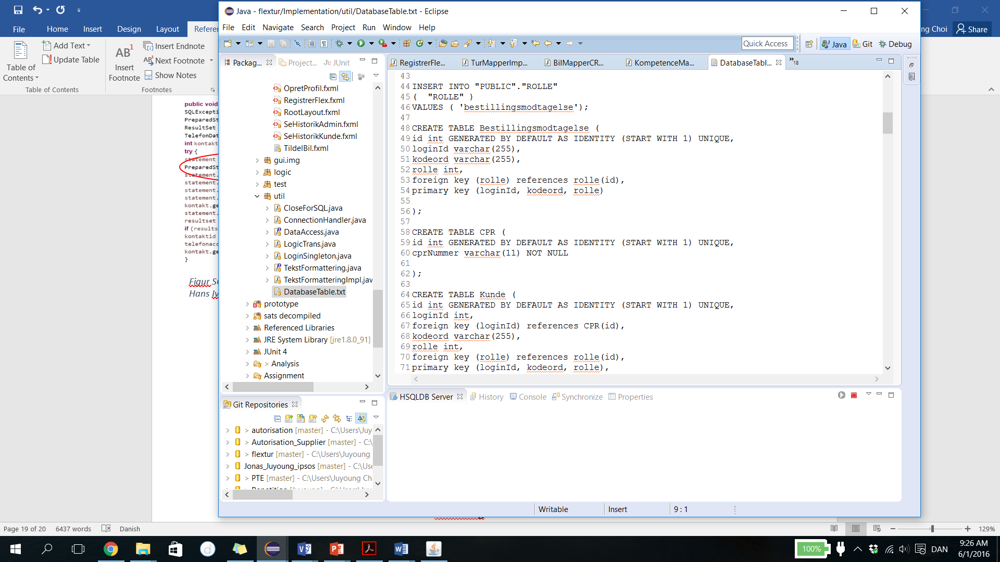 Java - flextur/Implementation/util/DatabaseTable.txt - Eclipse
File Home Insert Design Layout
ng Choi Share
File Edit Navigate Search Project Run Window Help
Table of Contents
Add Text
Update Table
Table of Contents
AB1
Insert Footnote
Insert Endnote
Next Footnote
Show Notes
Footnotes
Quick Access
Java Git Debug
Packag... Project... JUnit
OpretProfil.fxml
RegistrerFlex.fxml
RootLayout.fxml
SeHistorikAdmin.fxml
SeHistorikKunde.fxml
TildelBil.fxml
gui.img
logic
test
util
CloseForSQL.java
ConnectionHandler.java
DataAccess.java
LogicTrans.java
LoginSingleton.java
TekstFormattering.java
TekstFormatteringImpl.jav
DatabaseTable.txt
prototype
sats decompiled
Referenced Libraries
JRE System Library [jre1.8.0_91]
JUnit 4
> Analysis
Assignment
RegistrerFle... TurMapperImp... BilMapperCR... KompetenceMa... DatabaseTabl... »18
43
44 INSERT INTO "PUBLIC"."ROLLE"
45 (  "ROLLE" )
46 VALUES ( 'bestillingsmodtagelse');
47
48 CREATE TABLE Bestillingsmodtagelse (
49 id int GENERATED BY DEFAULT AS IDENTITY (START WITH 1) UNIQUE,
50 loginId varchar(255),
51 kodeord varchar(255),
52 rolle int,
53 foreign key (rolle) references rolle(id),
54 primary key (loginId, kodeord, rolle)
55
56 );
57
58 CREATE TABLE CPR (
59 id int GENERATED BY DEFAULT AS IDENTITY (START WITH 1) UNIQUE,
60 cprNummer varchar(11) NOT NULL
61
62 );
63
64 CREATE TABLE Kunde (
65 id int GENERATED BY DEFAULT AS IDENTITY (START WITH 1) UNIQUE,
66 loginId int,
67 foreign key (loginId) references CPR(id),
68 kodeord varchar(255),
69 rolle int,
70 foreign key (rolle) references rolle(id),
71 primary key (loginId, kodeord, rolle),
public void
PreparedSt
ResultSet
TelefonDat
int kontakt
try {
statement
PreparedSt
statement.
statement.
statement.
statement.
kontakt.ge
statement.
resultset
if (results
kontaktid
telefonacc
kontakt.ge
}
Figur
Hans
Git Repositories
> autorisation [master] - C:\Users\Juy
> Autorisation_Supplier [master] - C:\
> flextur [master] - C:\Users\Juyoung
Jonas_Juyoung_ipsos [master] - C:\Use
> PTE [master] - C:\Users\Juyoung Ch
HSQLDB Server History Console Synchronize Properties
Writable Insert 9 : 1
Page 19 of 20 6437 words Danish 129%
100% DAN
9:26 AM
6/1/2016